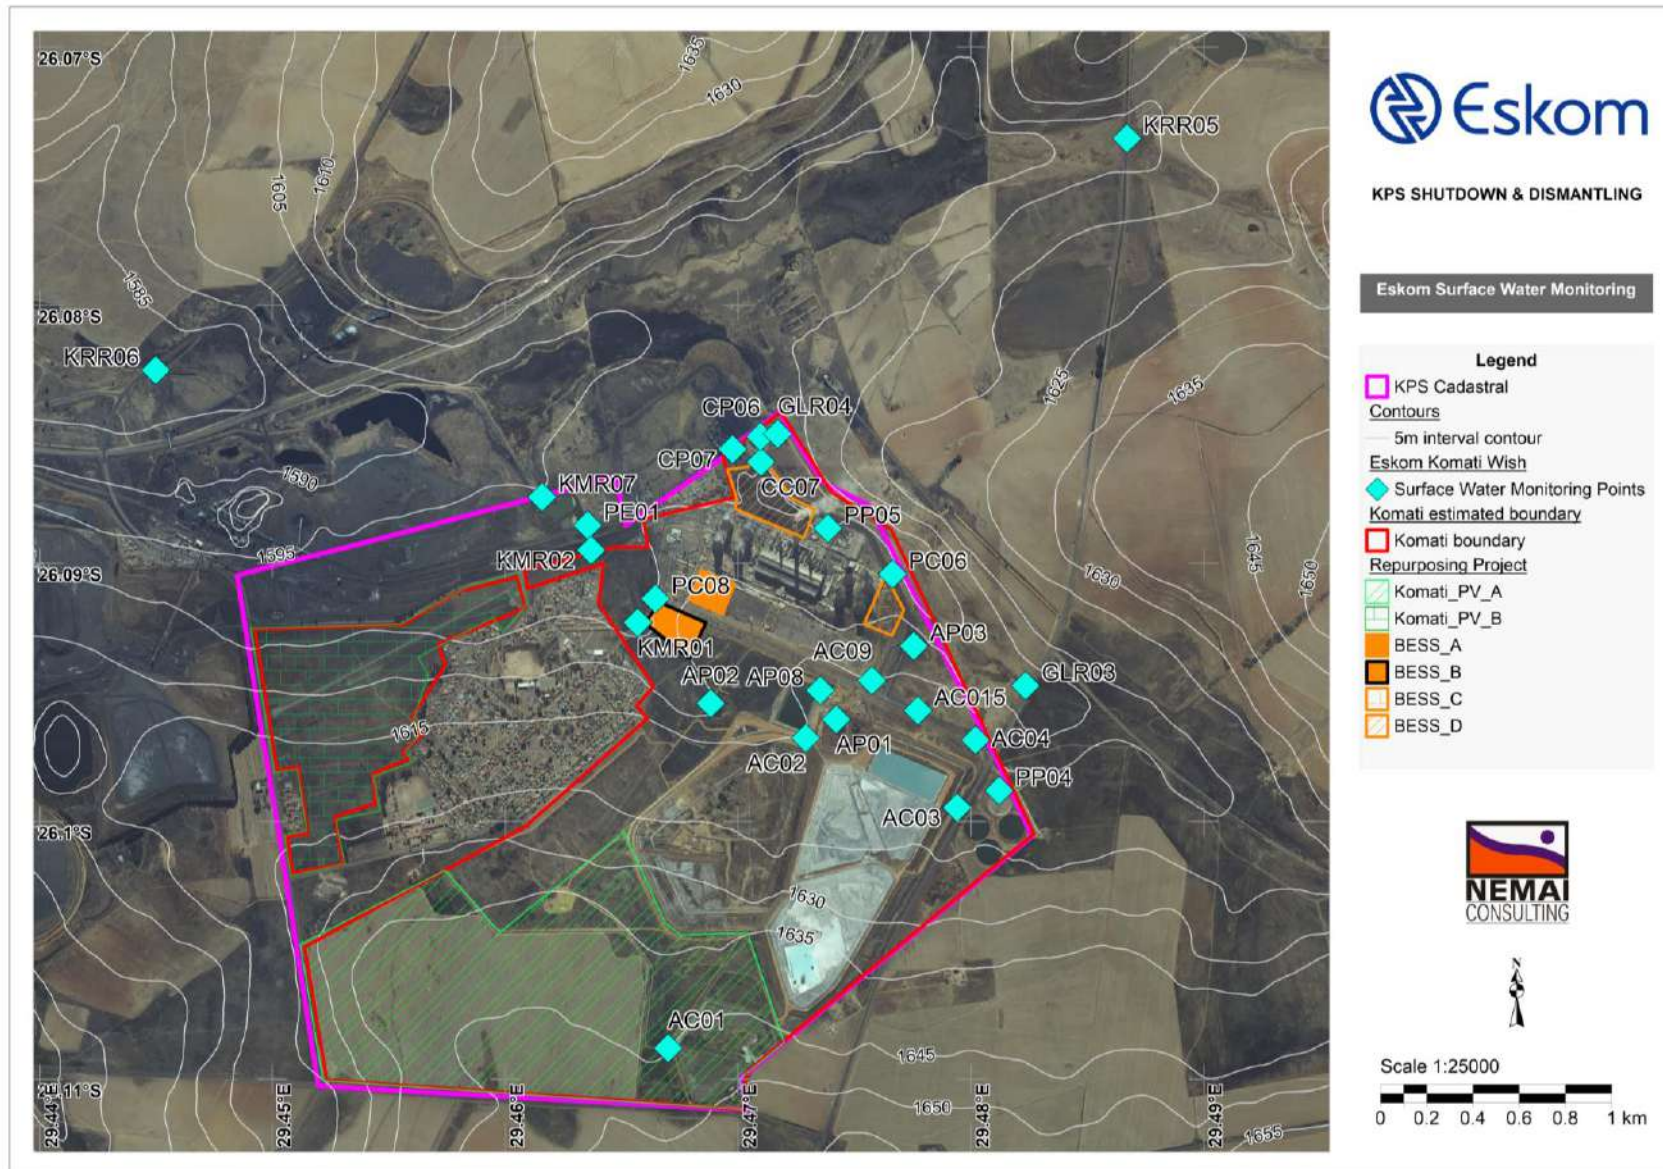 26.07°S
1635
1630
KRR05
1610
1605
1585
26.08°S
KRR06
1625
1635
CP06
GLR04
CP07
1590
KMR07
CC07
PE01
PP05
1595
KMR02
1645
1650
26.09°S
PC06
1630
PC08
KMR01
AP03
AC09
AP02
AP08
GLR03
AC015
1615
AP01
AC04
AC02
PP04
AC03
26.1°S
1630
1635
AC01
1645
26.11°S
1650
1655
29.44°E
29.45°E
29.46°E
29.47°E
29.48°E
29.49°E
Eskom
KPS SHUTDOWN & DISMANTLING
Eskom Surface Water Monitoring
Legend
KPS Cadastral
Contours
5m interval contour
Eskom Komati Wish
Surface Water Monitoring Points
Komati estimated boundary
Komati boundary
Repurposing Project
Komati_PV_A
Komati_PV_B
BESS_A
BESS_B
BESS_C
BESS_D
NEMAI
CONSULTING
N
Scale 1:25000
0 0.2 0.4 0.6 0.8 1 km